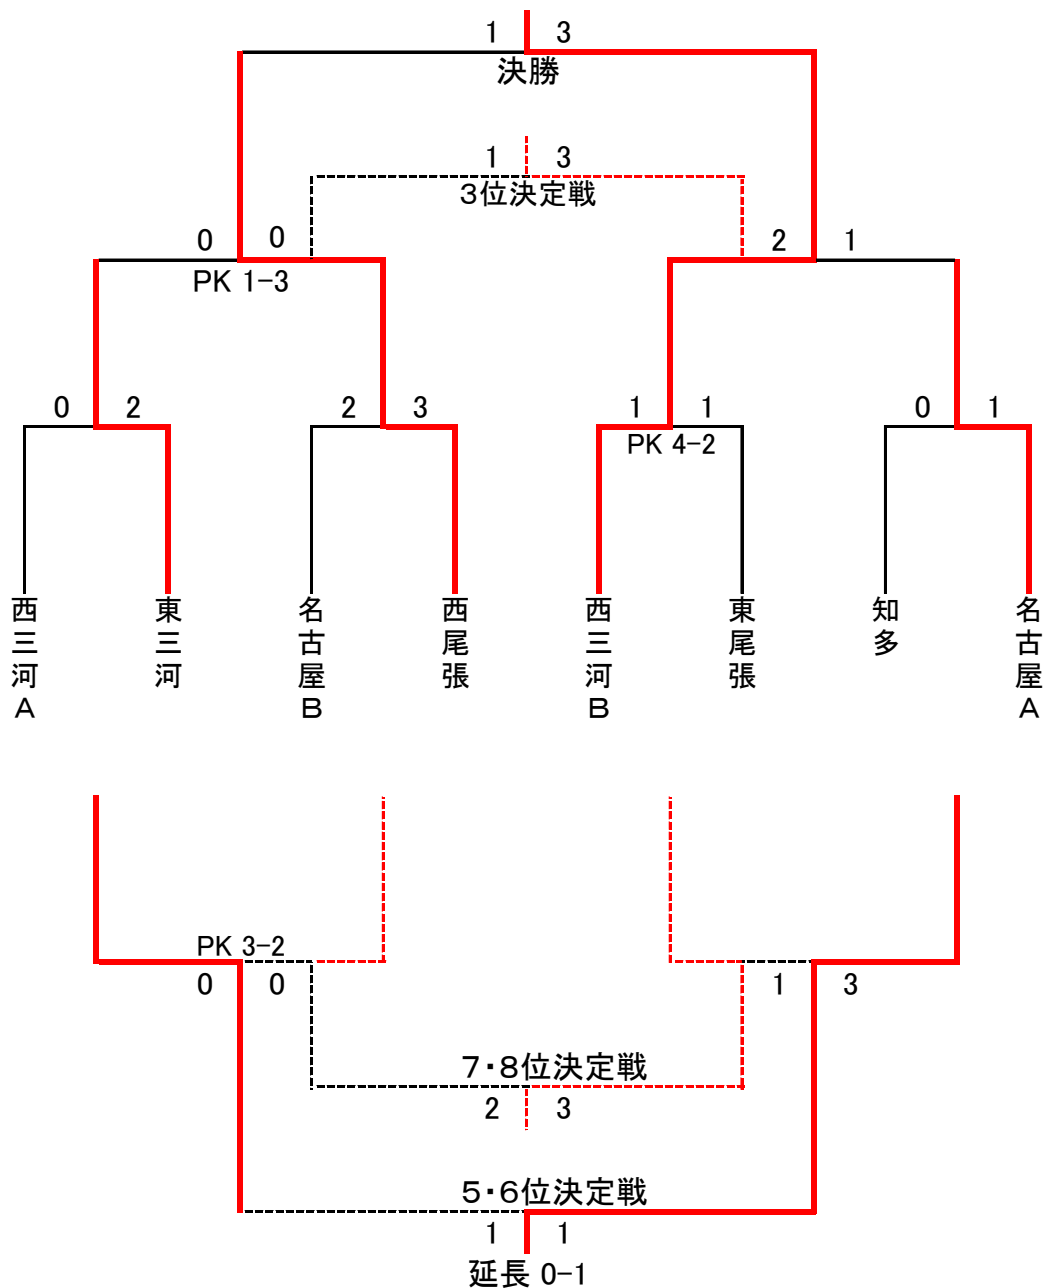 1 3
決勝
1 3
3位決定戦
0 0
2 1
PK 1-3
0 2
2 3
1 1
0 1
PK 4-2
西三河A
東三河
名古屋B
西尾張
西三河B
東尾張
知多
名古屋A
PK 3-2
0 0
1 3
7・8位決定戦
2 3
5・6位決定戦
1 1
延長 0-1